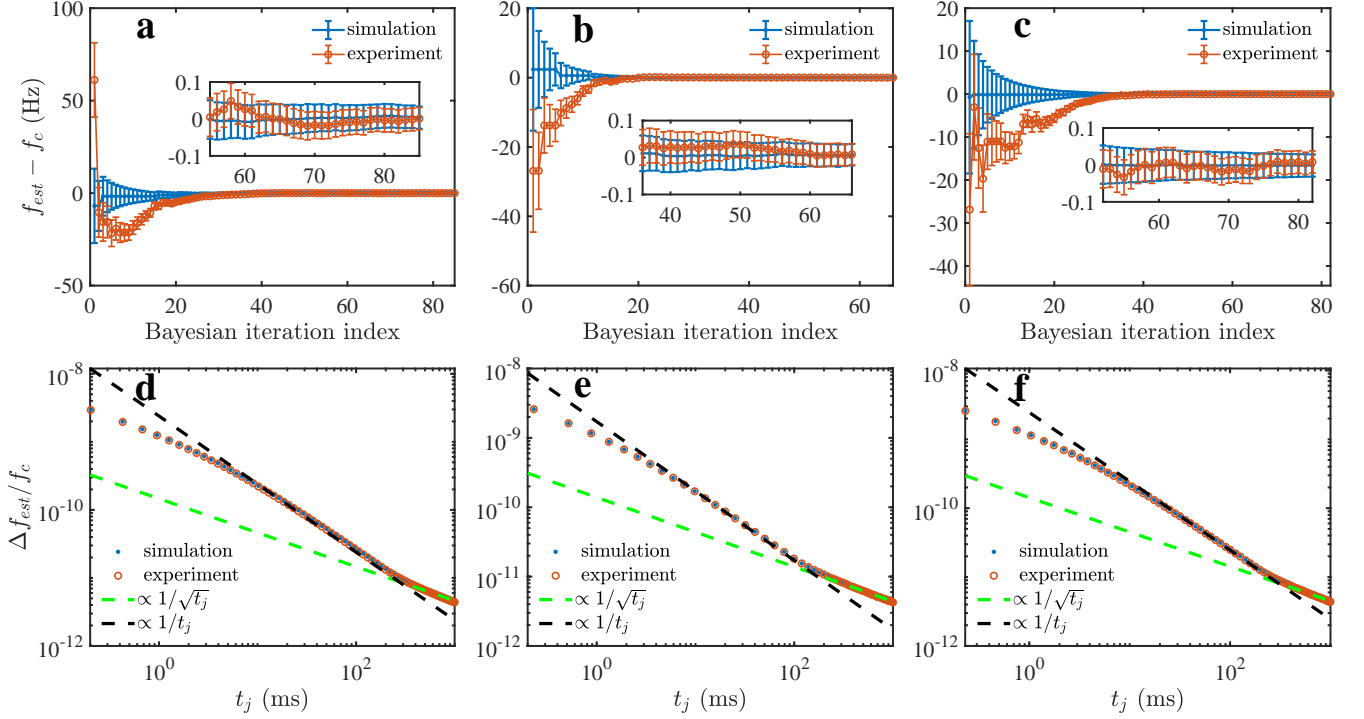 a
simulation
experiment
100
50
0
-50
f_est − f_c (Hz)
0.1
0
-0.1
60
70
80
0
20
40
60
80
Bayesian iteration index
b
simulation
experiment
20
0
-20
-40
-60
0.1
0
-0.1
40
50
60
0
20
40
60
Bayesian iteration index
c
simulation
experiment
20
10
0
-10
-20
-30
-40
0.1
0
-0.1
60
70
80
0
20
40
60
80
Bayesian iteration index
d
10^-8
10^-10
10^-12
Δf_est/f_c
simulation
experiment
∝ 1/√t_j
∝ 1/t_j
10^0
10^2
t_j (ms)
e
10^-8
10^-9
10^-10
10^-11
10^-12
simulation
experiment
∝ 1/√t_j
∝ 1/t_j
10^0
10^2
t_j (ms)
f
10^-8
10^-9
10^-10
10^-11
10^-12
simulation
experiment
∝ 1/√t_j
∝ 1/t_j
10^0
10^2
t_j (ms)